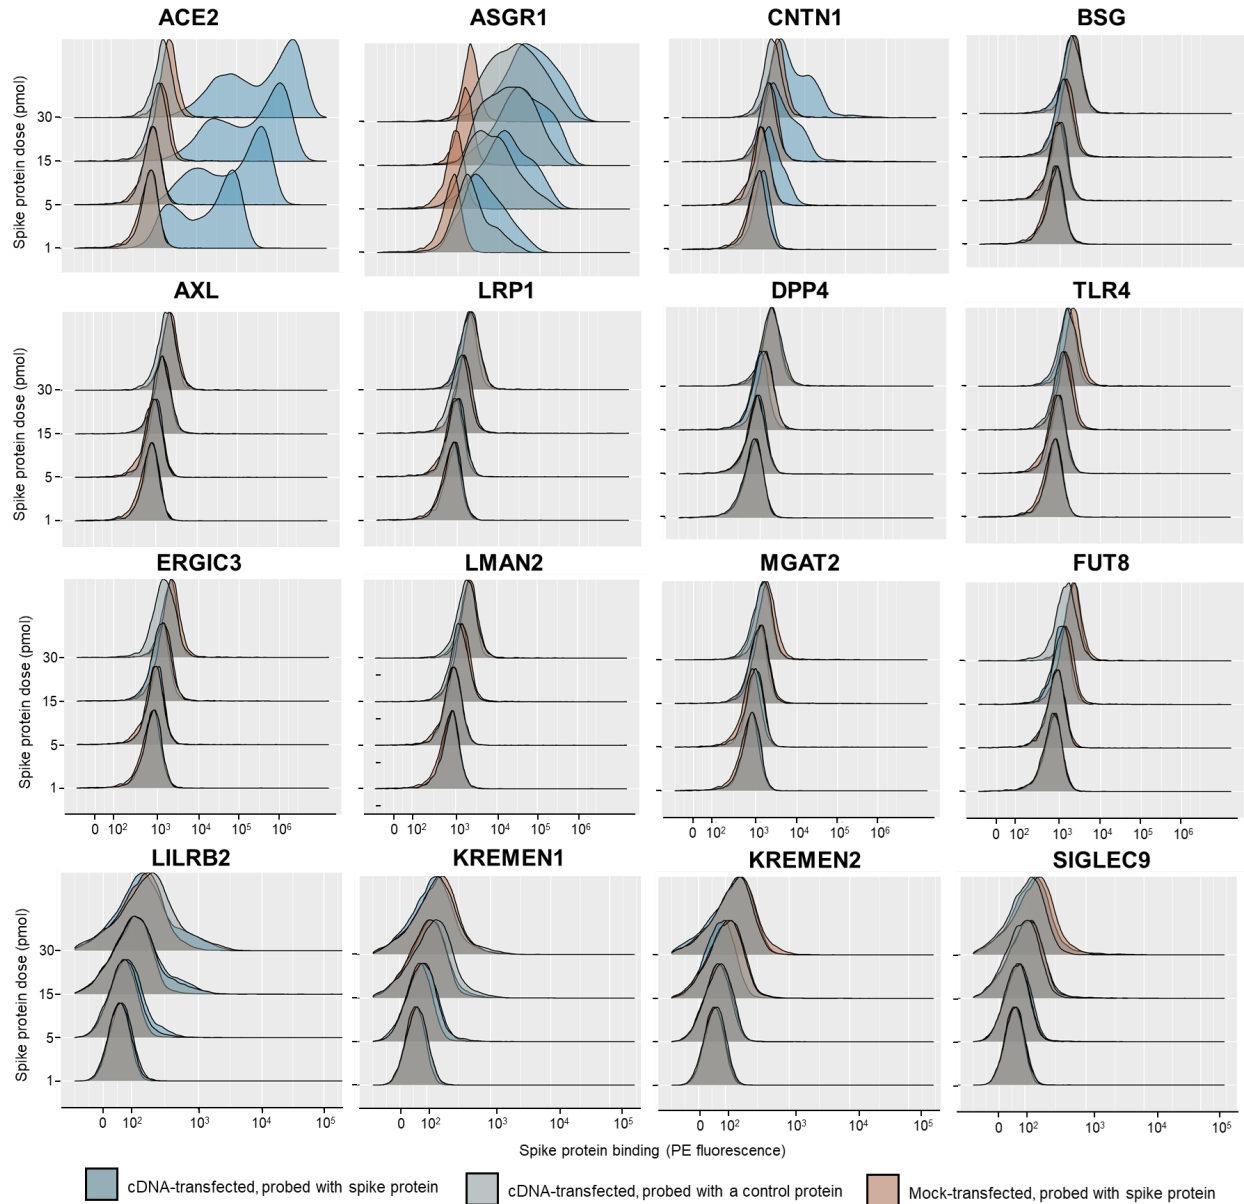 ACE2 ASGR1 CNTN1 BSG
Spike protein dose (pmol)
30
15
5
1
AXL LRP1 DPP4 TLR4
Spike protein dose (pmol)
30
15
5
1
ERGIC3 LMAN2 MGAT2 FUT8
Spike protein dose (pmol)
30
15
5
1
0 10² 10³ 10⁴ 10⁵ 10⁶ 0 10² 10³ 10⁴ 10⁵ 10⁶ 0 10² 10³ 10⁴ 10⁵ 10⁶ 0 10² 10³ 10⁴ 10⁵ 10⁶
LILRB2 KREMEN1 KREMEN2 SIGLEC9
Spike protein dose (pmol)
30
15
5
1
0 10² 10³ 10⁴ 10⁵ 0 10² 10³ 10⁴ 10⁵ 0 10² 10³ 10⁴ 10⁵ 0 10² 10³ 10⁴ 10⁵
Spike protein binding (PE fluorescence)
cDNA-transfected, probed with spike protein cDNA-transfected, probed with a control protein Mock-transfected, probed with spike protein